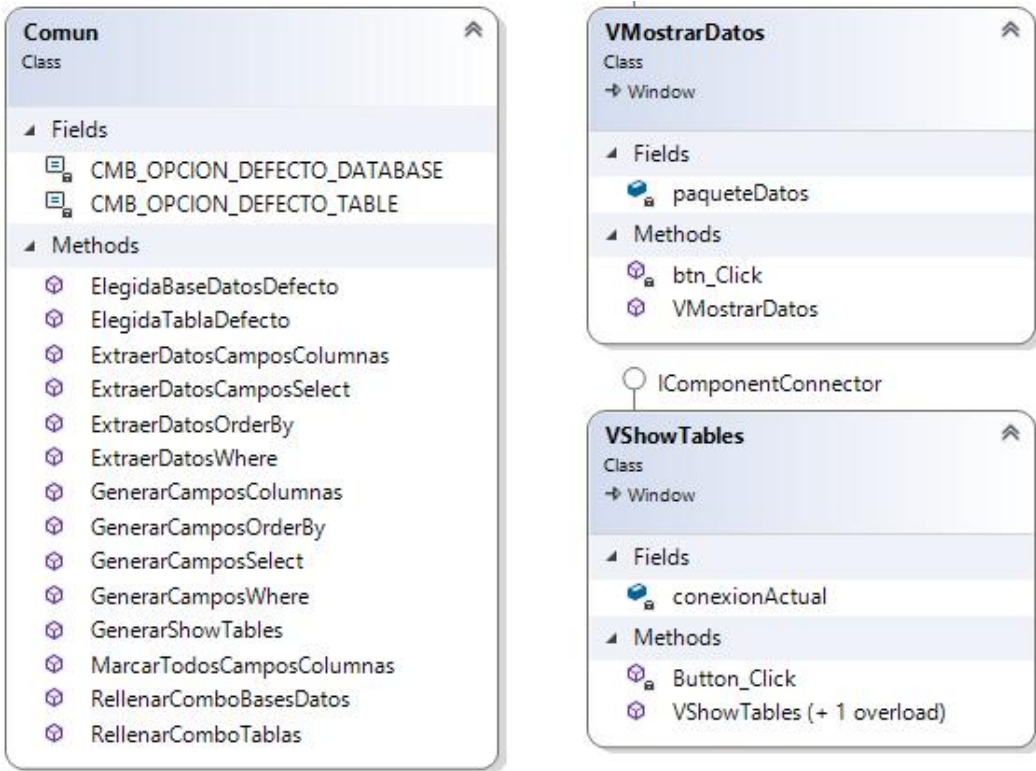 Comun
Class
Fields
CMB_OPCION_DEFECTO_DATABASE
CMB_OPCION_DEFECTO_TABLE
Methods
ElegidaBaseDatosDefecto
ElegidaTablaDefecto
ExtraerDatosCamposColumnas
ExtraerDatosCamposSelect
ExtraerDatosOrderBy
ExtraerDatosWhere
GenerarCamposColumnas
GenerarCamposOrderBy
GenerarCamposSelect
GenerarCamposWhere
GenerarShowTables
MarcarTodosCamposColumnas
RellenarComboBasesDatos
RellenarComboTablas
VMostrarDatos
Class
Window
Fields
paqueteDatos
Methods
btn_Click
VMostrarDatos
IComponentConnector
VShowTables
Class
Window
Fields
conexionActual
Methods
Button_Click
VShowTables (+ 1 overload)